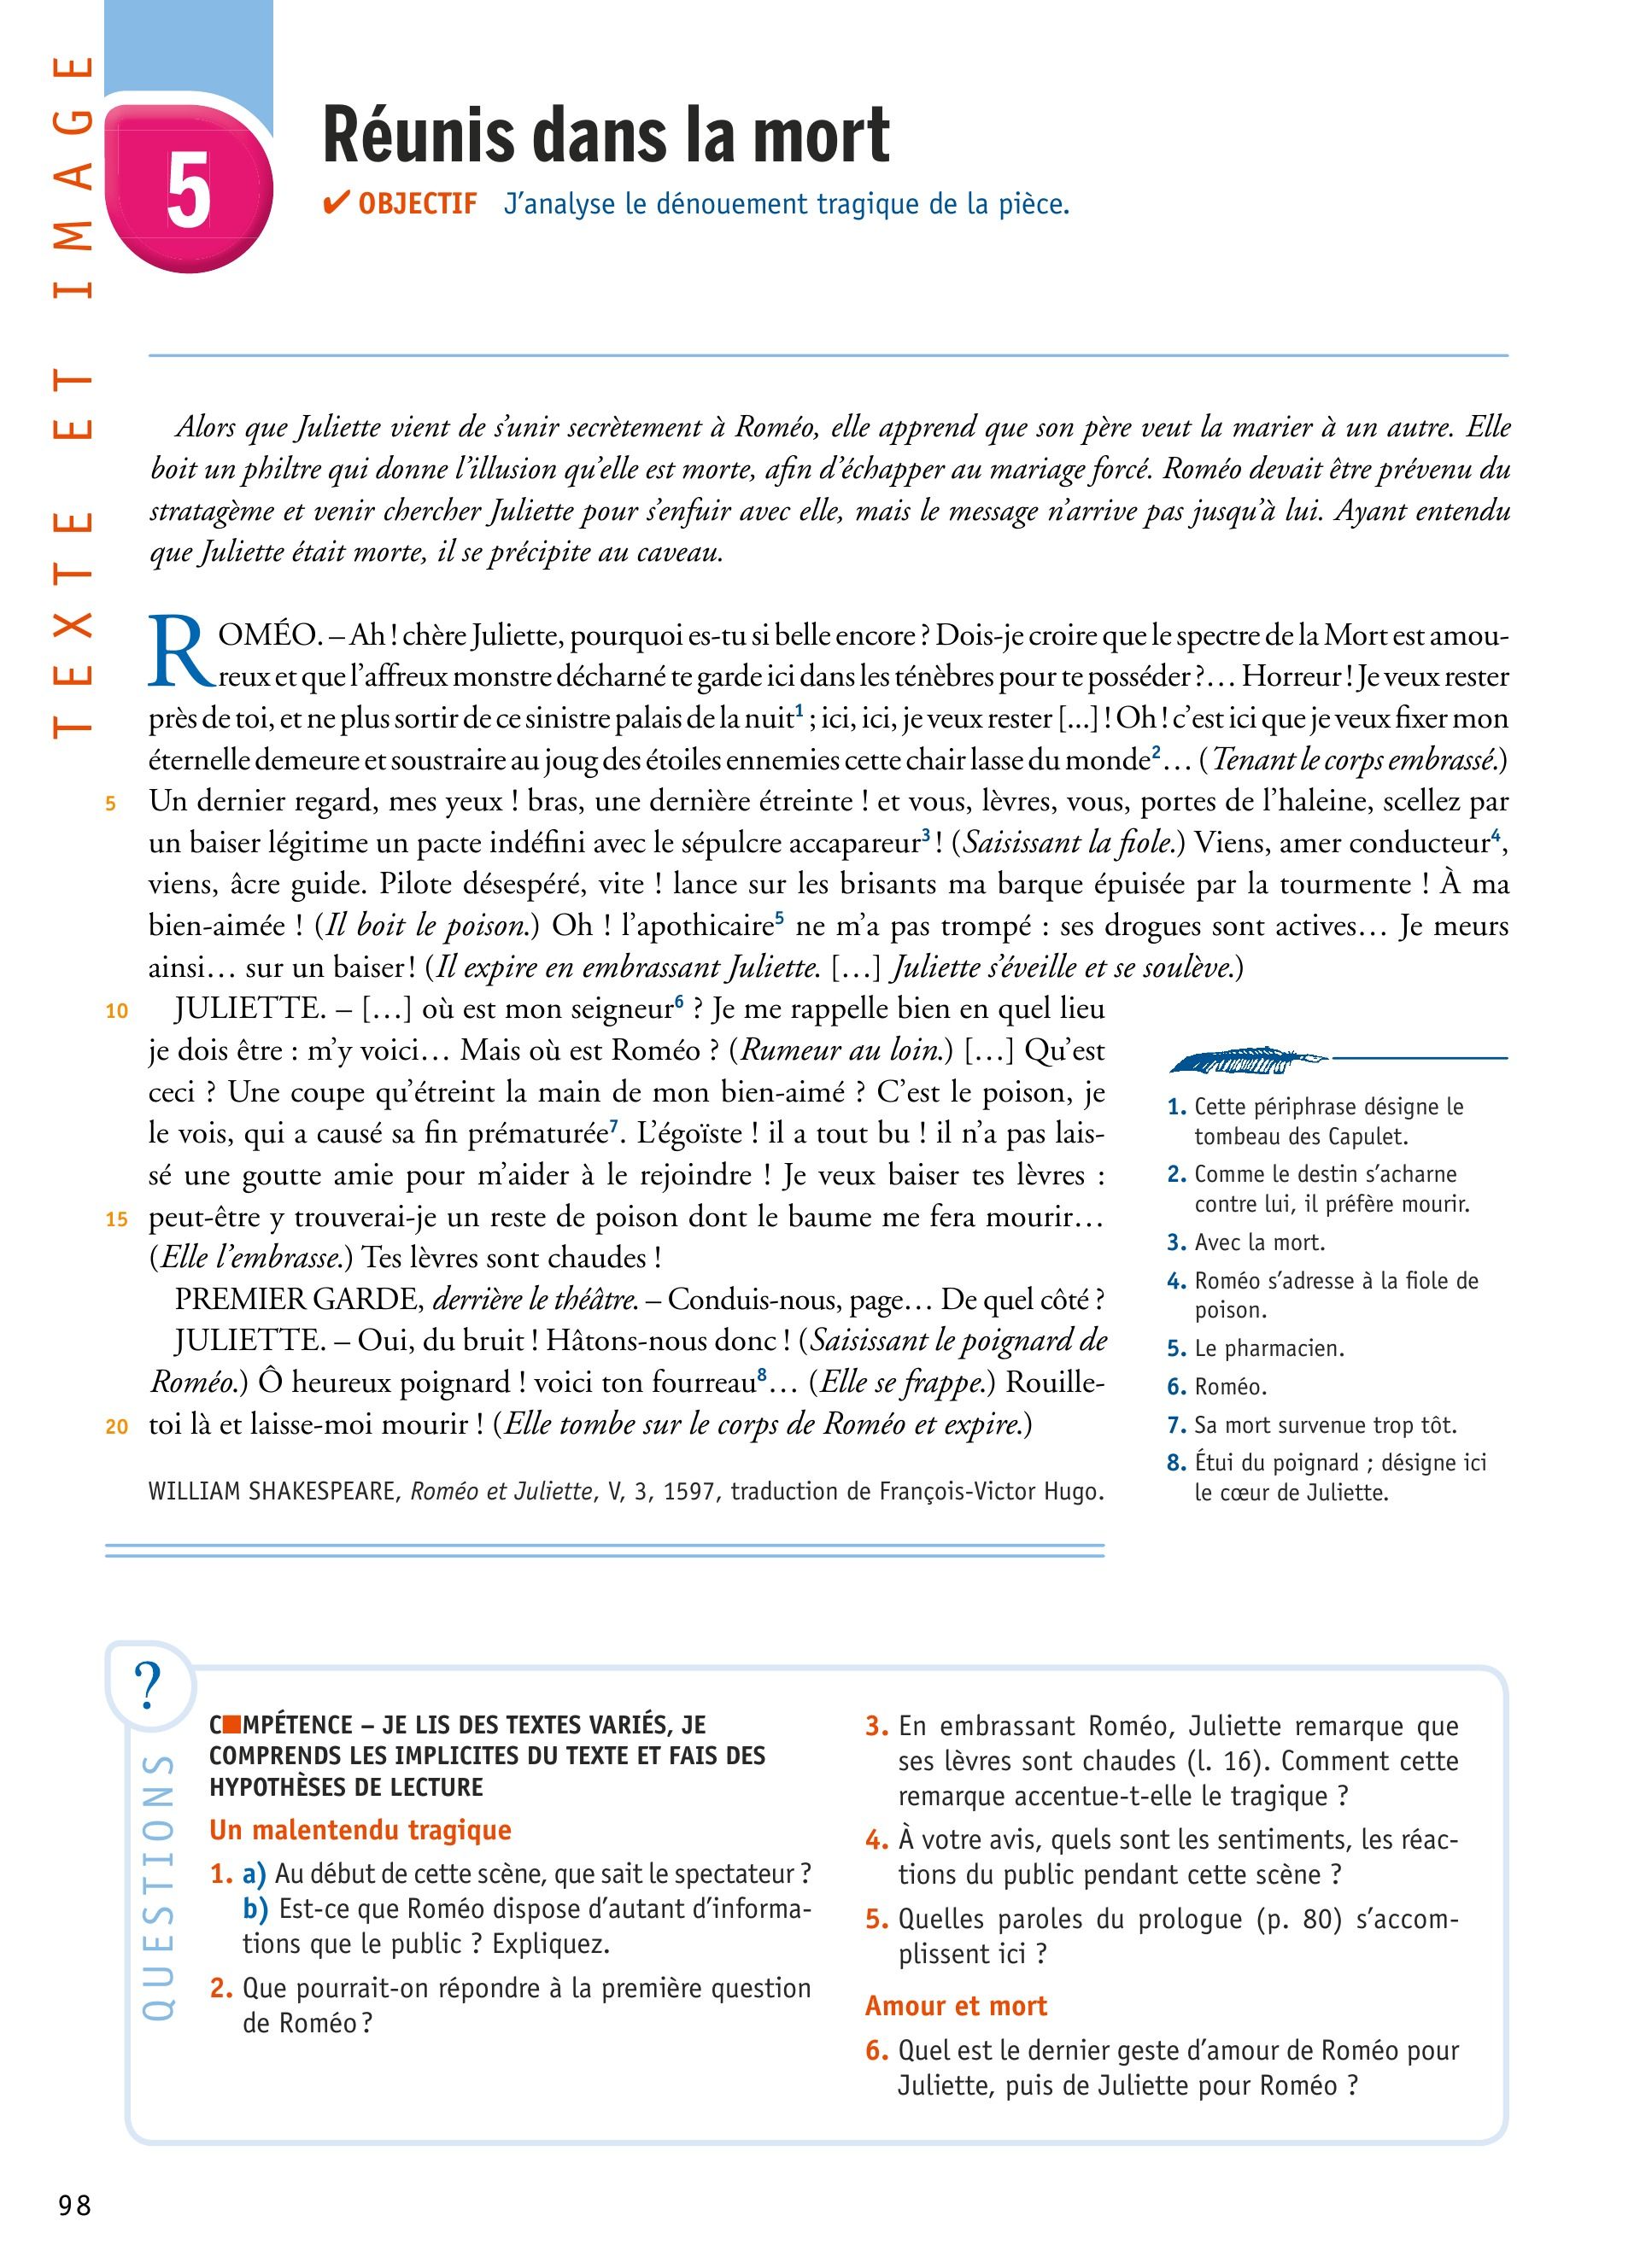 TEXTE ET IMAGE
5
Réunis dans la mort
✔ OBJECTIF J’analyse le dénouement tragique de la pièce.
Alors que Juliette vient de s’unir secrètement à Roméo, elle apprend que son père veut la marier à un autre. Elle
boit un philtre qui donne l’illusion qu’elle est morte, afin d’échapper au mariage forcé. Roméo devait être prévenu du
stratagème et venir chercher Juliette pour s’enfuir avec elle, mais le message n’arrive pas jusqu’à lui. Ayant entendu
que Juliette était morte, il se précipite au caveau.
ROMÉO. – Ah ! chère Juliette, pourquoi es-tu si belle encore ? Dois-je croire que le spectre de la Mort est amou-
reux et que l’affreux monstre décharné te garde ici dans les ténèbres pour te posséder ?… Horreur ! Je veux rester
près de toi, et ne plus sortir de ce sinistre palais de la nuit1 ; ici, ici, je veux rester [...] ! Oh ! c’est ici que je veux fixer mon
éternelle demeure et soustraire au joug des étoiles ennemies cette chair lasse du monde2… (Tenant le corps embrassé.)
5 Un dernier regard, mes yeux ! bras, une dernière étreinte ! et vous, lèvres, vous, portes de l’haleine, scellez par
un baiser légitime un pacte indéfini avec le sépulcre accapareur3 ! (Saisissant la fiole.) Viens, amer conducteur4,
viens, âcre guide. Pilote désespéré, vite ! lance sur les brisants ma barque épuisée par la tourmente ! À ma
bien-aimée ! (Il boit le poison.) Oh ! l’apothicaire5 ne m’a pas trompé : ses drogues sont actives… Je meurs
ainsi… sur un baiser! (Il expire en embrassant Juliette. […] Juliette s’éveille et se soulève.)
10 JULIETTE. – […] où est mon seigneur6 ? Je me rappelle bien en quel lieu
je dois être : m’y voici… Mais où est Roméo ? (Rumeur au loin.) […] Qu’est
ceci ? Une coupe qu’étreint la main de mon bien-aimé ? C’est le poison, je
le vois, qui a causé sa fin prématurée7. L’égoïste ! il a tout bu ! il n’a pas lais-
sé une goutte amie pour m’aider à le rejoindre ! Je veux baiser tes lèvres :
15 peut-être y trouverai-je un reste de poison dont le baume me fera mourir…
(Elle l’embrasse.) Tes lèvres sont chaudes !
PREMIER GARDE, derrière le théâtre. – Conduis-nous, page… De quel côté ?
JULIETTE. – Oui, du bruit ! Hâtons-nous donc ! (Saisissant le poignard de
Roméo.) Ô heureux poignard ! voici ton fourreau8… (Elle se frappe.) Rouille-
20 toi là et laisse-moi mourir ! (Elle tombe sur le corps de Roméo et expire.)
WILLIAM SHAKESPEARE, Roméo et Juliette, V, 3, 1597, traduction de François-Victor Hugo.
1. Cette périphrase désigne le
tombeau des Capulet.
2. Comme le destin s’acharne
contre lui, il préfère mourir.
3. Avec la mort.
4. Roméo s’adresse à la fiole de
poison.
5. Le pharmacien.
6. Roméo.
7. Sa mort survenue trop tôt.
8. Étui du poignard ; désigne ici
le cœur de Juliette.
?
QUESTIONS
C■MPÉTENCE – JE LIS DES TEXTES VARIÉS, JE
COMPRENDS LES IMPLICITES DU TEXTE ET FAIS DES
HYPOTHÈSES DE LECTURE
Un malentendu tragique
1. a) Au début de cette scène, que sait le spectateur ?
b) Est-ce que Roméo dispose d’autant d’informa-
tions que le public ? Expliquez.
2. Que pourrait-on répondre à la première question
de Roméo ?
3. En embrassant Roméo, Juliette remarque que
ses lèvres sont chaudes (l. 16). Comment cette
remarque accentue-t-elle le tragique ?
4. À votre avis, quels sont les sentiments, les réac-
tions du public pendant cette scène ?
5. Quelles paroles du prologue (p. 80) s’accom-
plissent ici ?
Amour et mort
6. Quel est le dernier geste d’amour de Roméo pour
Juliette, puis de Juliette pour Roméo ?
98